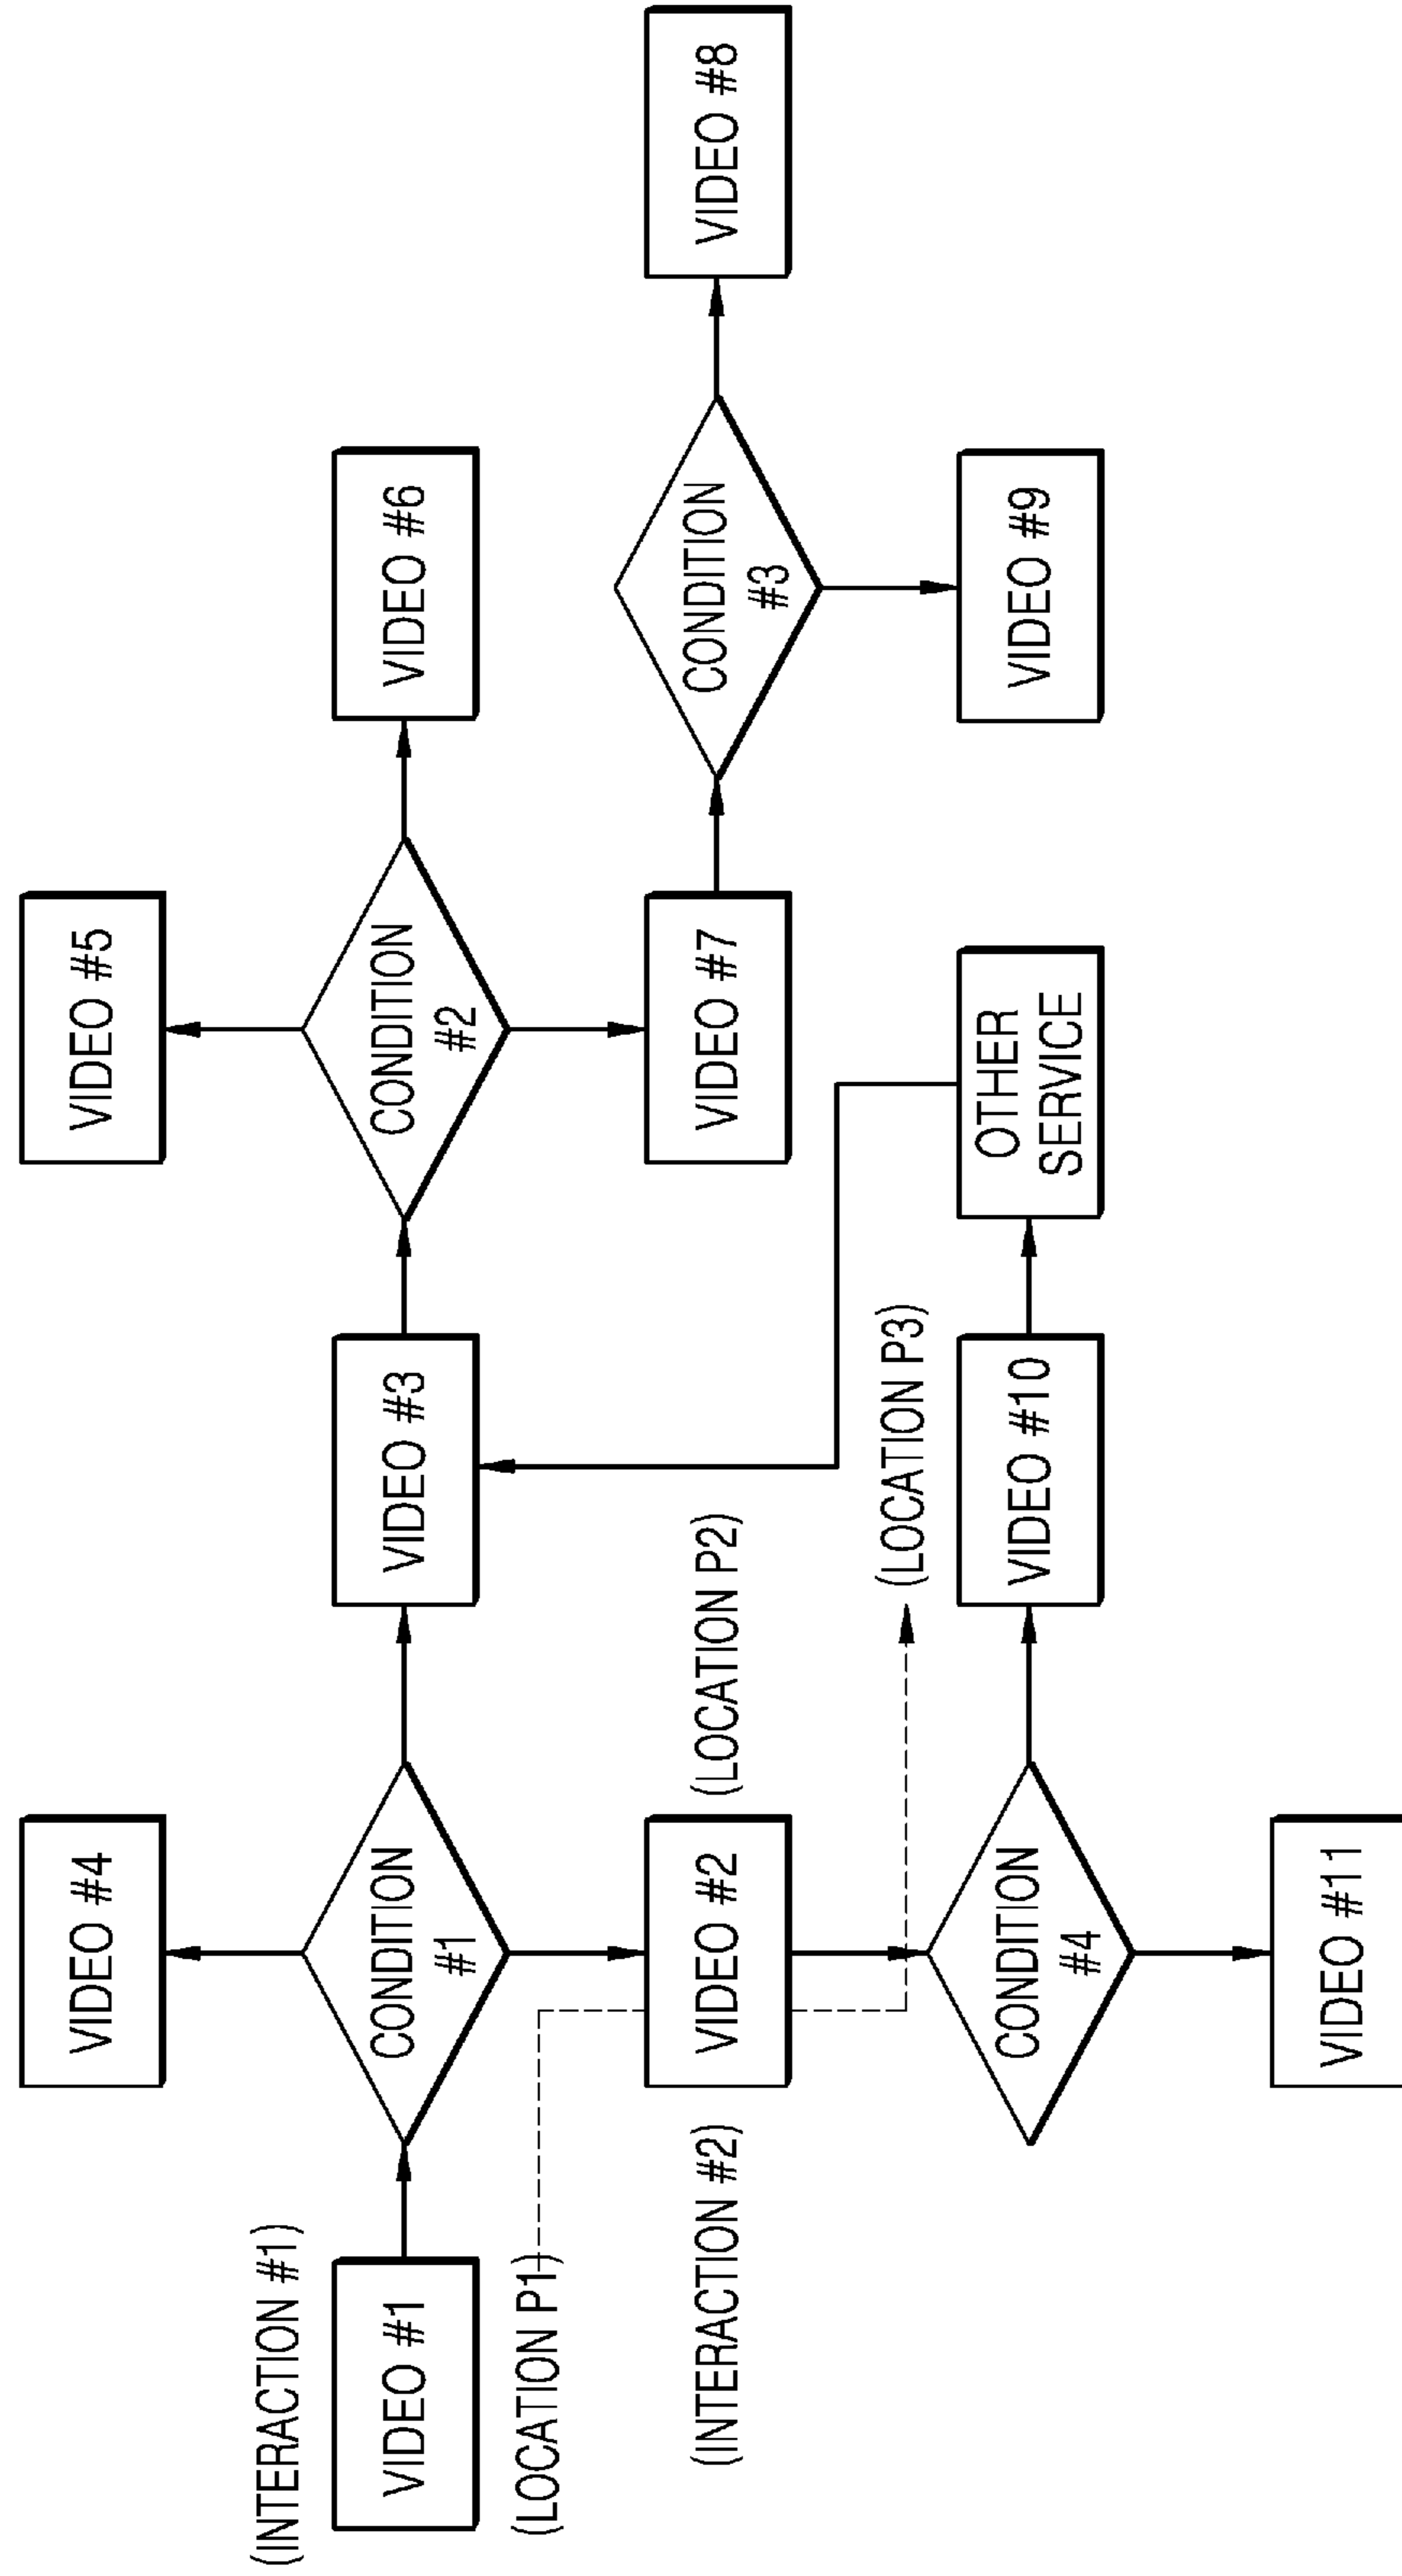 VIDEO #4
VIDEO #5
(INTERACTION #1)
VIDEO #1
CONDITION
#1
VIDEO #3
CONDITION
#2
VIDEO #6
(LOCATION P1)
(INTERACTION #2)
VIDEO #2
(LOCATION P2)
VIDEO #7
CONDITION
#3
VIDEO #8
(LOCATION P3)
CONDITION
#4
VIDEO #10
OTHER
SERVICE
VIDEO #9
VIDEO #11